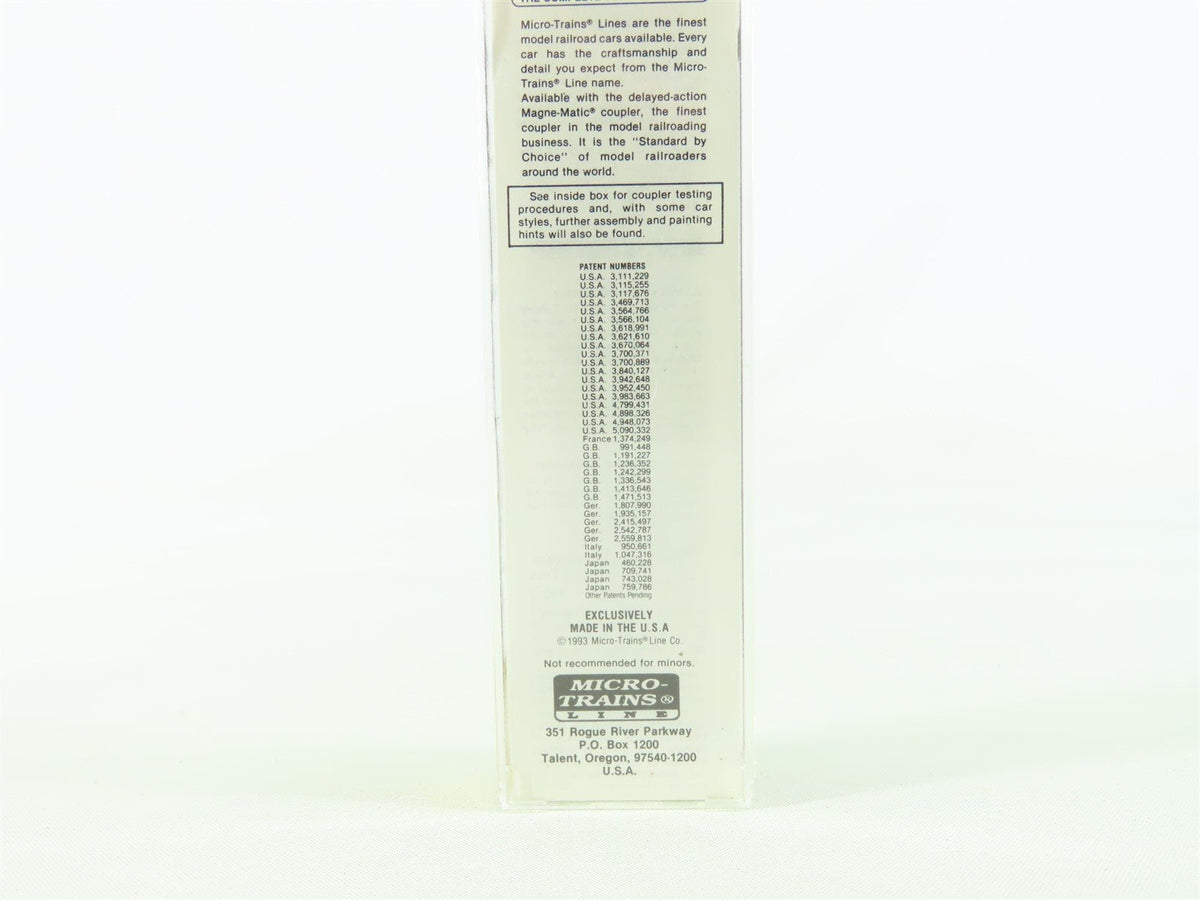 Micro-Trains® Lines are the finest
model railroad cars available. Every
car has the craftsmanship and
detail you expect from the Micro-
Trains® Line name.
Available with the delayed-action
Magne-Matic® coupler, the finest
coupler in the model railroading
business. It is the "Standard by
Choice" of model railroaders
around the world.
See inside box for coupler testing
procedures and, with some car
styles, further assembly and painting
hints will also be found.
PATENT NUMBERS
U.S.A. 3,111,229
U.S.A. 3,115,255
U.S.A. 3,117,676
U.S.A. 3,469,713
U.S.A. 3,564,766
U.S.A. 3,566,104
U.S.A. 3,618,991
U.S.A. 3,621,610
U.S.A. 3,670,064
U.S.A. 3,700,371
U.S.A. 3,700,889
U.S.A. 3,840,127
U.S.A. 3,942,648
U.S.A. 3,952,450
U.S.A. 3,983,663
U.S.A. 4,799,431
U.S.A. 4,898,326
U.S.A. 4,948,073
U.S.A. 5,090,332
France 1,374,249
G.B. 991,448
G.B. 1,191,227
G.B. 1,236,352
G.B. 1,242,299
G.B. 1,336,543
G.B. 1,413,646
G.B. 1,471,513
Ger. 1,807,990
Ger. 1,935,157
Ger. 2,415,497
Ger. 2,542,787
Ger. 2,559,813
Italy 950,661
Italy 1,047,316
Japan 460,228
Japan 709,741
Japan 743,028
Japan 759,786
Other Patents Pending
EXCLUSIVELY
MADE IN THE U.S.A
©1993 Micro-Trains® Line Co.
Not recommended for minors.
MICRO-
TRAINS®
LINE
351 Rogue River Parkway
P.O. Box 1200
Talent, Oregon, 97540-1200
U.S.A.